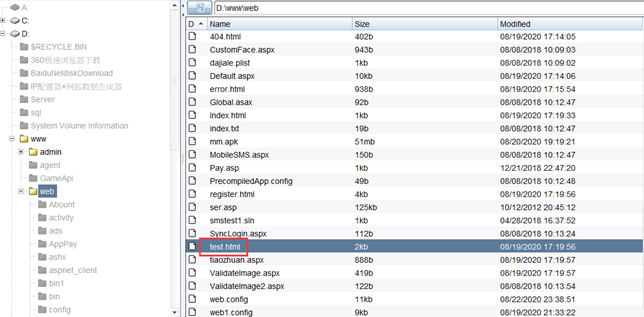 A:
C:
D:
$RECYCLE.BIN
360极速浏览器下载
BaiduNetdiskDownload
IP配置器+网狐数据生成器
Server
sql
System Volume Information
www
admin
agent
GameApi
web
Abount
activity
ads
AppPay
ashx
aspnet_client
bin1
bin
config
D:\www\web
D Name Size Modified
404.html 402b 08/19/2020 17:14:05
CustomFace.aspx 943b 08/08/2018 10:09:03
dajiale.plist 1kb 08/08/2018 10:09:02
Default.aspx 10kb 08/19/2020 17:14:06
error.html 938b 08/19/2020 17:15:54
Global.asax 92b 08/08/2018 10:12:47
Index.html 1kb 08/19/2020 17:19:33
index.txt 19b 08/08/2018 10:12:47
mm.apk 51mb 08/20/2020 19:19:21
MobileSMS.aspx 150b 08/08/2018 10:12:47
Pay.asp 1kb 12/21/2018 22:47:20
PrecompiledApp.config 49b 08/08/2018 10:12:48
register.html 4kb 08/19/2020 17:19:56
ser.asp 125kb 10/12/2012 20:45:12
smstest1.sln 1kb 04/28/2018 16:37:52
SyncLogin.aspx 112b 08/08/2018 10:13:24
test.html 2kb 08/19/2020 17:19:56
tiaozhuan.aspx 888b 08/19/2020 17:19:57
ValidateImage.aspx 419b 08/19/2020 17:19:57
ValidateImage2.aspx 122b 08/08/2018 10:13:54
web.config 11kb 08/22/2020 23:38:51
web1.config 9kb 08/19/2020 21:33:22